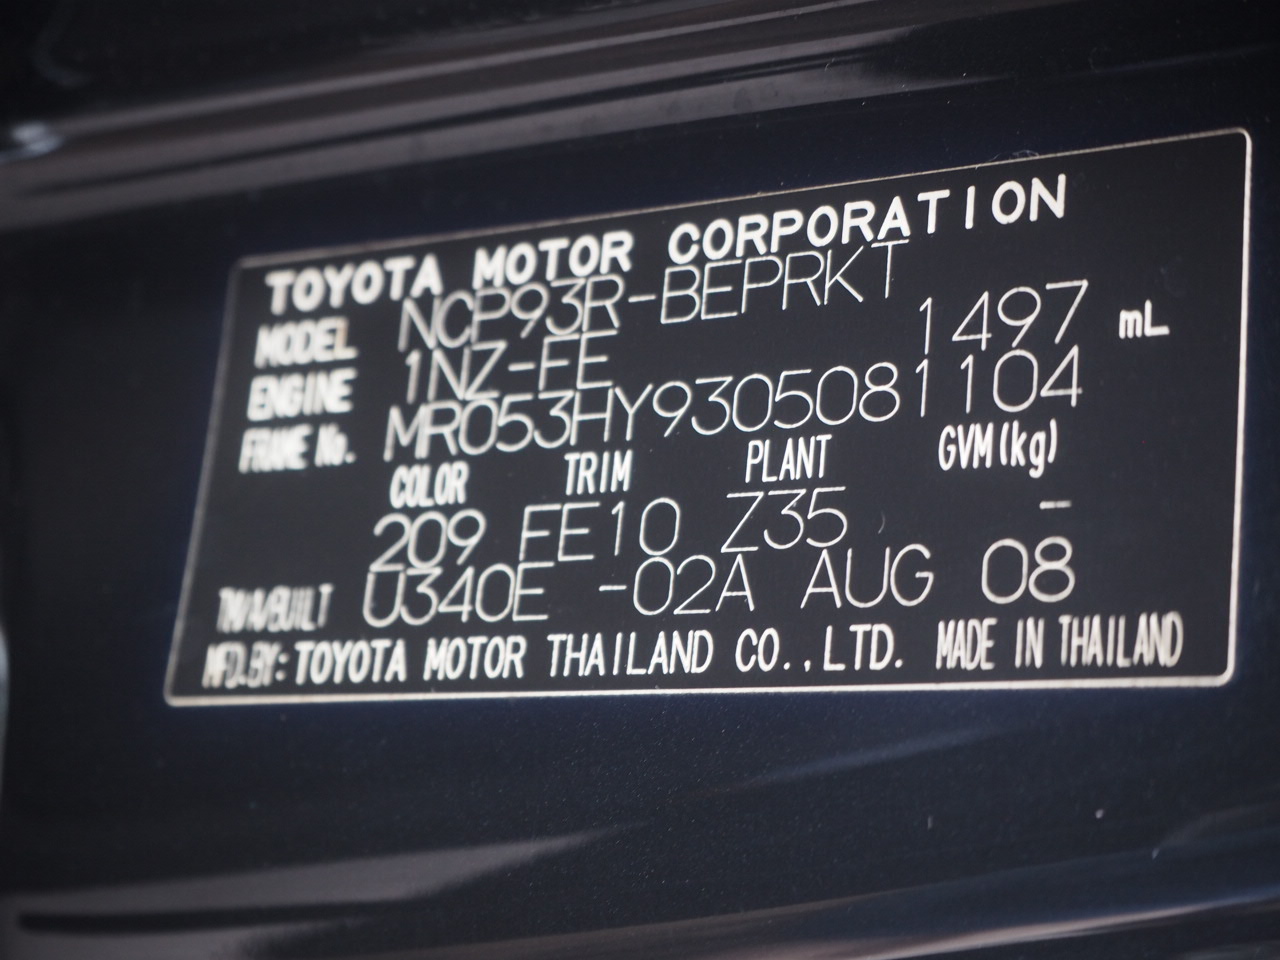 TOYOTA MOTOR CORPORATION
MODEL NCP93R-BEPRKT
ENGINE 1NZ-FE 1497 mL
FRAME No. MR053HY9305081104
COLOR TRIM PLANT GVM(kg)
209 FE10 Z35 --
TM/A/BUILT U340E -02A AUG 08
MFD.BY: TOYOTA MOTOR THAILAND CO.,LTD. MADE IN THAILAND